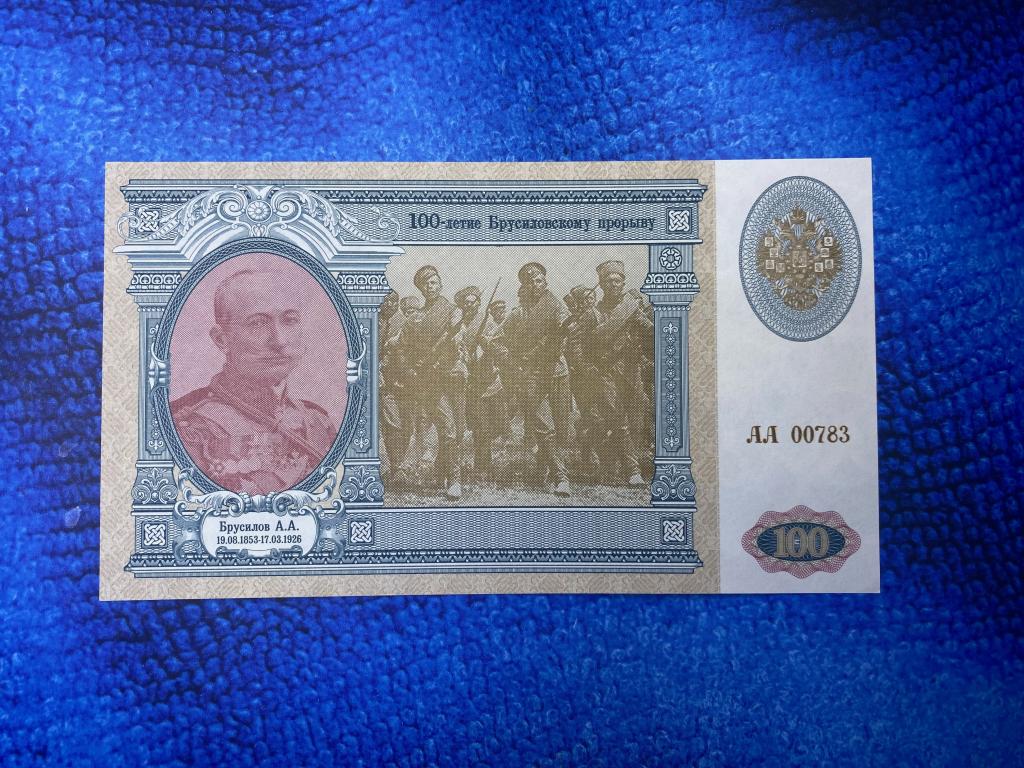 100-летие Брусиловскому прорыву
АА 00783
Брусилов А.А.
19.08.1853-17.03.1926
100